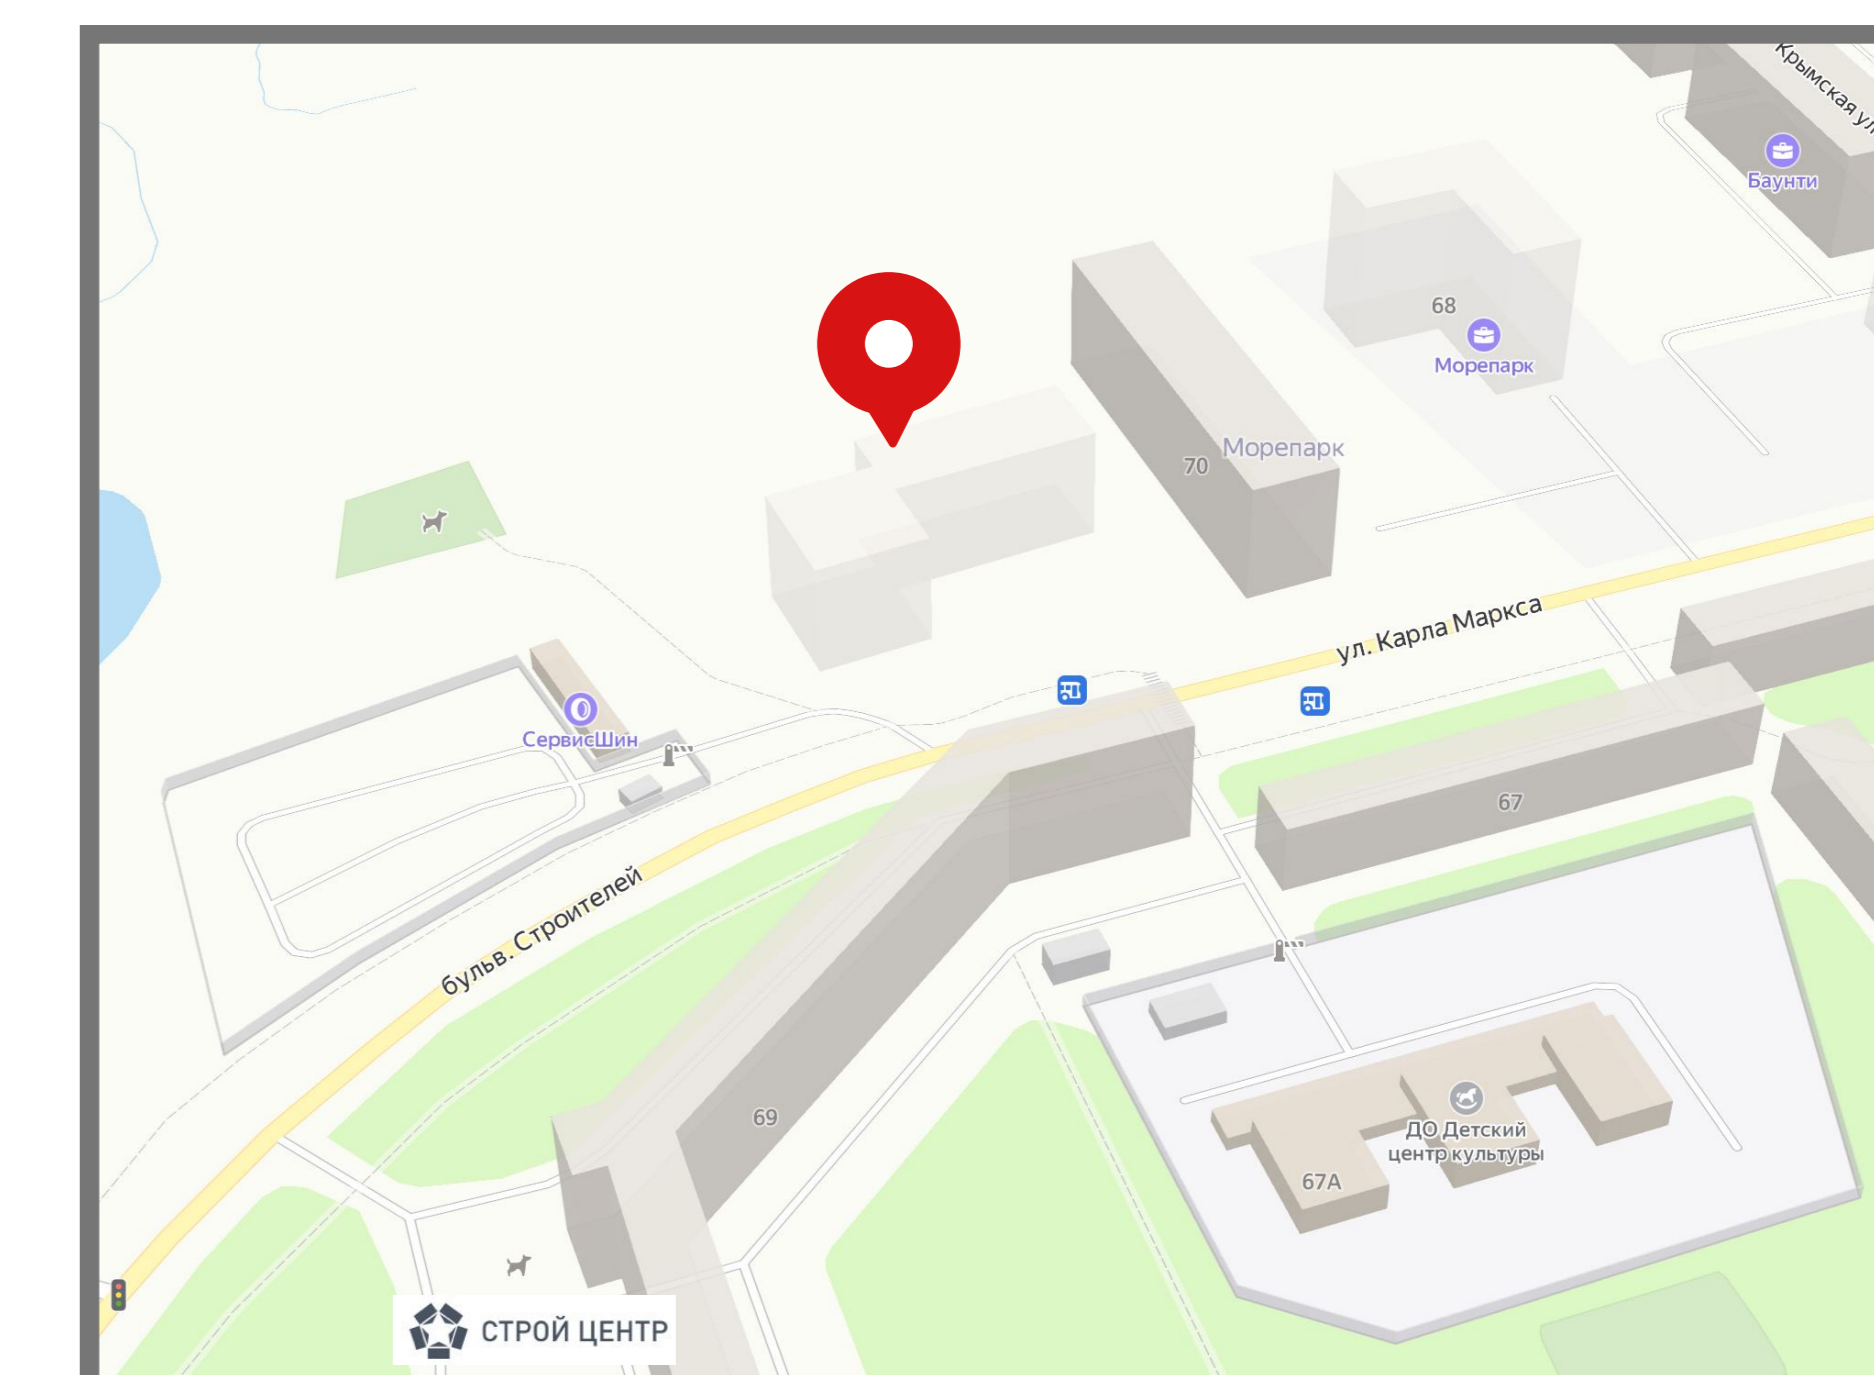 Крымская ул
Баунти
68
Морепарк
Морепарк
70
ул. Карла Маркса
СервисШин
67
бульв. Строителей
69
ДО Детский
центр культуры
67А
СТРОЙ ЦЕНТР